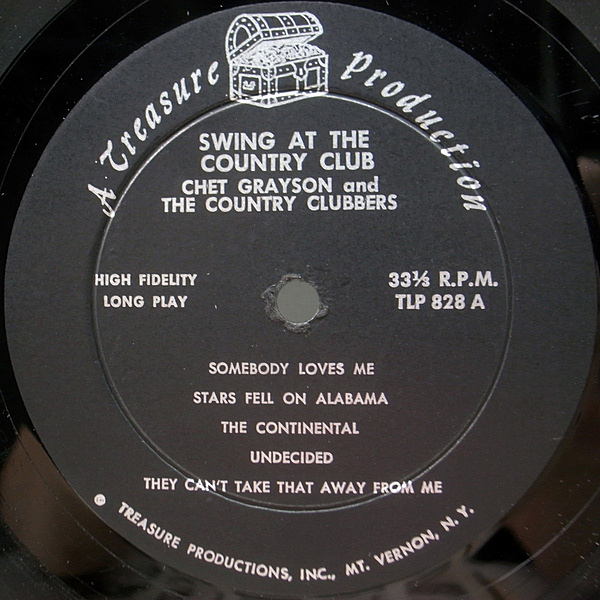 A Treasure Production
SWING AT THE
COUNTRY CLUB
CHET GRAYSON and
THE COUNTRY CLUBBERS
HIGH FIDELITY
LONG PLAY
33⅓ R.P.M.
TLP 828 A
SOMEBODY LOVES ME
STARS FELL ON ALABAMA
THE CONTINENTAL
UNDECIDED
THEY CAN'T TAKE THAT AWAY FROM ME
TREASURE PRODUCTIONS, INC., MT. VERNON, N. Y.